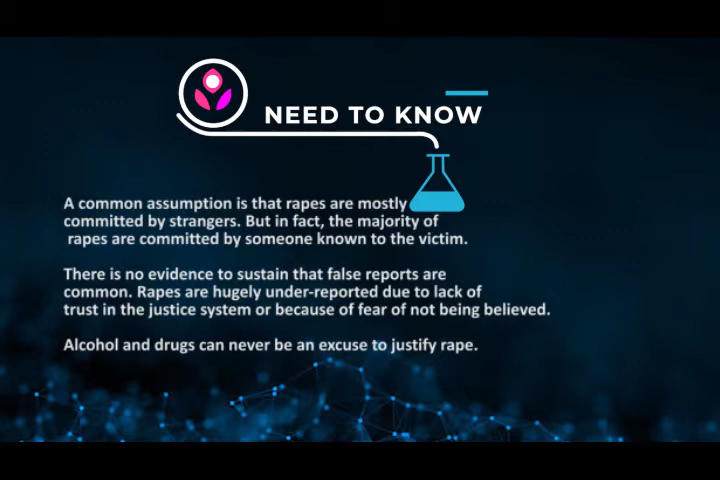 NEED TO KNOW
A common assumption is that rapes are mostly
committed by strangers. But in fact, the majority of
rapes are committed by someone known to the victim.
There is no evidence to sustain that false reports are
common. Rapes are hugely under-reported due to lack of
trust in the justice system or because of fear of not being believed.
Alcohol and drugs can never be an excuse to justify rape.